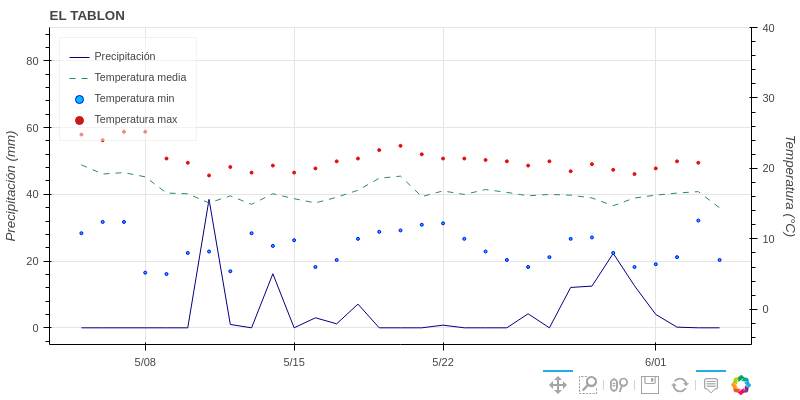 EL TABLON
Precipitación
Temperatura media
Temperatura min
Temperatura max
Precipitación (mm)
80
60
40
20
0
Temperatura (°C)
40
30
20
10
0
5/08
5/15
5/22
6/01